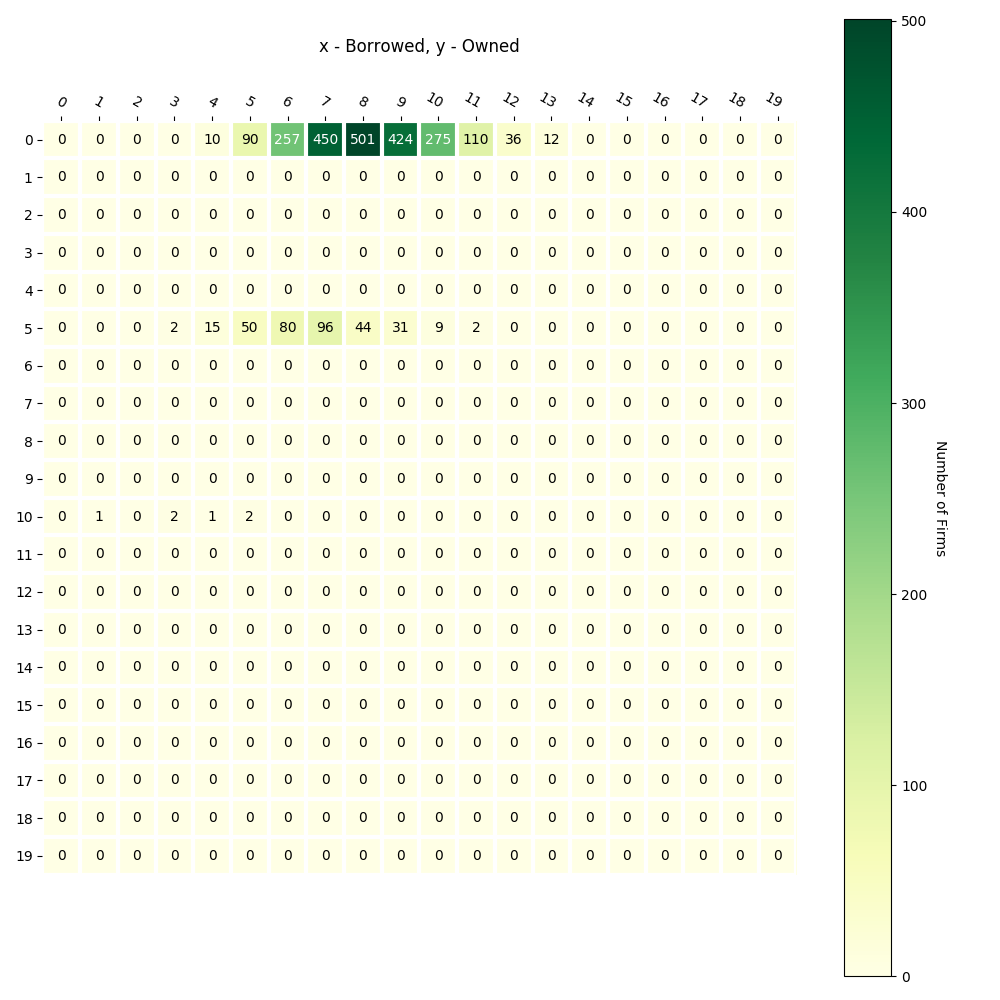 x - Borrowed, y - Owned
0 1 2 3 4 5 6 7 8 9 10 11 12 13 14 15 16 17 18 19
0 0 0 0 0 10 90 257 450 501 424 275 110 36 12 0 0 0 0 0 0
1 0 0 0 0 0 0 0 0 0 0 0 0 0 0 0 0 0 0 0 0
2 0 0 0 0 0 0 0 0 0 0 0 0 0 0 0 0 0 0 0 0
3 0 0 0 0 0 0 0 0 0 0 0 0 0 0 0 0 0 0 0 0
4 0 0 0 0 0 0 0 0 0 0 0 0 0 0 0 0 0 0 0 0
5 0 0 0 2 15 50 80 96 44 31 9 2 0 0 0 0 0 0 0 0
6 0 0 0 0 0 0 0 0 0 0 0 0 0 0 0 0 0 0 0 0
7 0 0 0 0 0 0 0 0 0 0 0 0 0 0 0 0 0 0 0 0
8 0 0 0 0 0 0 0 0 0 0 0 0 0 0 0 0 0 0 0 0
9 0 0 0 0 0 0 0 0 0 0 0 0 0 0 0 0 0 0 0 0
10 0 1 0 2 1 2 0 0 0 0 0 0 0 0 0 0 0 0 0 0
11 0 0 0 0 0 0 0 0 0 0 0 0 0 0 0 0 0 0 0 0
12 0 0 0 0 0 0 0 0 0 0 0 0 0 0 0 0 0 0 0 0
13 0 0 0 0 0 0 0 0 0 0 0 0 0 0 0 0 0 0 0 0
14 0 0 0 0 0 0 0 0 0 0 0 0 0 0 0 0 0 0 0 0
15 0 0 0 0 0 0 0 0 0 0 0 0 0 0 0 0 0 0 0 0
16 0 0 0 0 0 0 0 0 0 0 0 0 0 0 0 0 0 0 0 0
17 0 0 0 0 0 0 0 0 0 0 0 0 0 0 0 0 0 0 0 0
18 0 0 0 0 0 0 0 0 0 0 0 0 0 0 0 0 0 0 0 0
19 0 0 0 0 0 0 0 0 0 0 0 0 0 0 0 0 0 0 0 0
500
400
300
200
100
0
Number of Firms